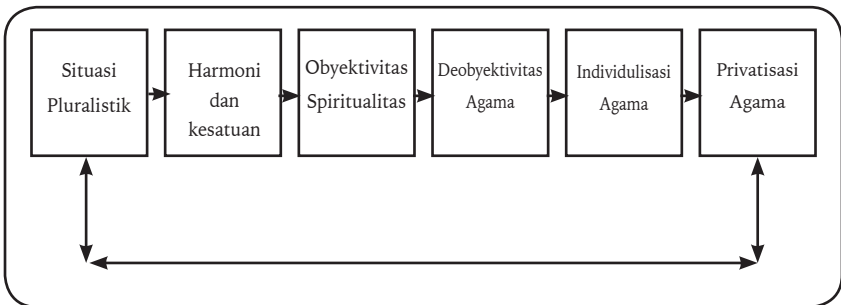 Situasi
Pluralistik
Harmoni
dan
kesatuan
Obyektivitas
Spiritualitas
Deobyektivitas
Agama
Individulisasi
Agama
Privatisasi
Agama